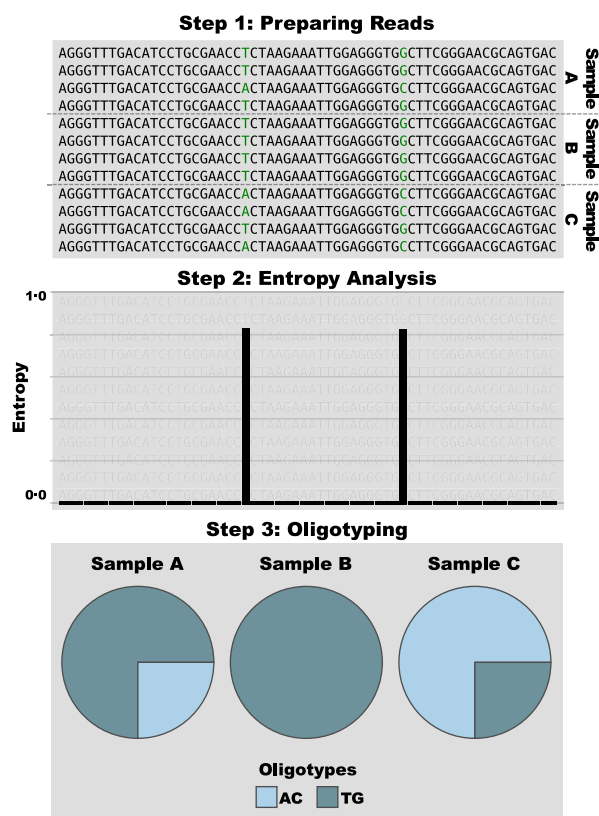 Step 1: Preparing Reads
AGGGTTTGACATCCTGCGAACCTCTAAGAAATTGGAGGGTGGCTTCGGGAACGCAGTGAC
AGGGTTTGACATCCTGCGAACCTCTAAGAAATTGGAGGGTGGCTTCGGGAACGCAGTGAC
AGGGTTTGACATCCTGCGAACCACTAAGAAATTGGAGGGTGCCTTCGGGAACGCAGTGAC
AGGGTTTGACATCCTGCGAACCTCTAAGAAATTGGAGGGTGGCTTCGGGAACGCAGTGAC
Sample A
AGGGTTTGACATCCTGCGAACCTCTAAGAAATTGGAGGGTGGCTTCGGGAACGCAGTGAC
AGGGTTTGACATCCTGCGAACCTCTAAGAAATTGGAGGGTGGCTTCGGGAACGCAGTGAC
AGGGTTTGACATCCTGCGAACCTCTAAGAAATTGGAGGGTGGCTTCGGGAACGCAGTGAC
AGGGTTTGACATCCTGCGAACCTCTAAGAAATTGGAGGGTGGCTTCGGGAACGCAGTGAC
Sample B
AGGGTTTGACATCCTGCGAACCACTAAGAAATTGGAGGGTGCCTTCGGGAACGCAGTGAC
AGGGTTTGACATCCTGCGAACCACTAAGAAATTGGAGGGTGCCTTCGGGAACGCAGTGAC
AGGGTTTGACATCCTGCGAACCTCTAAGAAATTGGAGGGTGGCTTCGGGAACGCAGTGAC
AGGGTTTGACATCCTGCGAACCACTAAGAAATTGGAGGGTGCCTTCGGGAACGCAGTGAC
Sample C
Step 2: Entropy Analysis
1·0
Entropy
0·0
Step 3: Oligotyping
Sample A Sample B Sample C
Oligotypes
AC TG